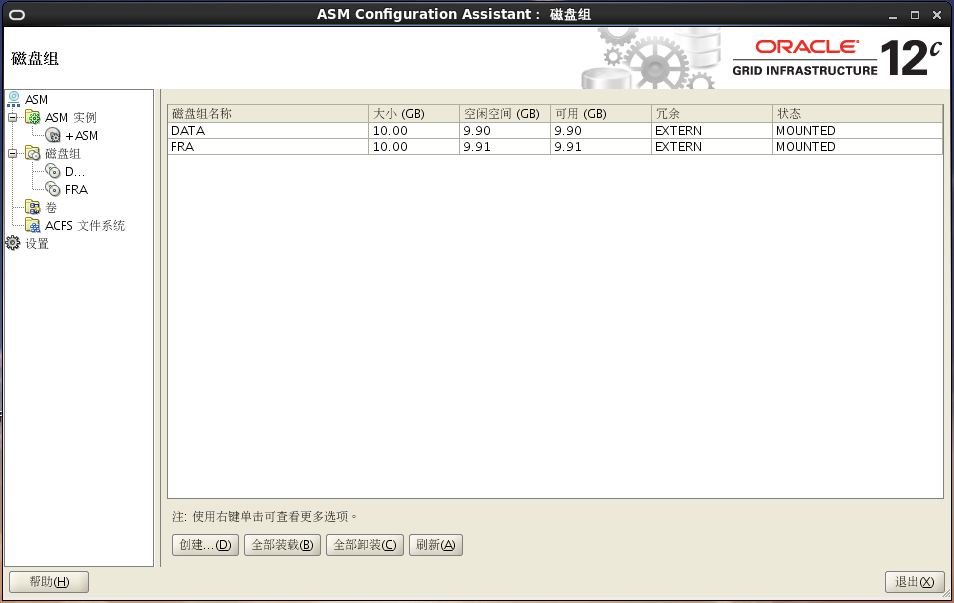 ASM Configuration Assistant： 磁盘组
磁盘组
ORACLE
GRID INFRASTRUCTURE 12c
ASM
ASM 实例
+ASM
磁盘组
D...
FRA
卷
ACFS 文件系统
设置
磁盘组名称 大小 (GB) 空闲空间 (GB) 可用 (GB) 冗余 状态
DATA 10.00 9.90 9.90 EXTERN MOUNTED
FRA 10.00 9.91 9.91 EXTERN MOUNTED
注: 使用右键单击可查看更多选项。
创建...(D) 全部装载(B) 全部卸装(C) 刷新(A)
帮助(H) 退出(X)